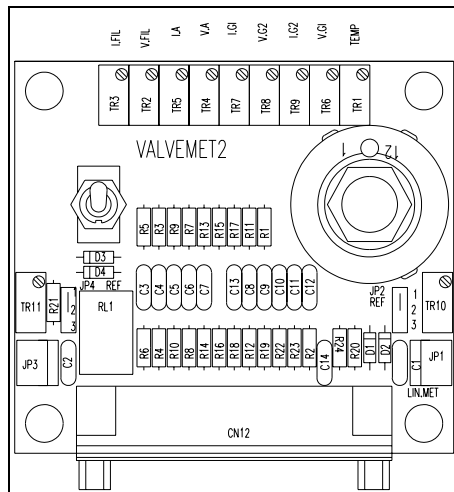 I.FIL V.FIL I.A V.A I.G1 V.G2 I.G2 V.G1 TEMP
TR3 TR2 TR5 TR4 TR7 TR8 TR9 TR6 TR1
VALVEMET2
1 12
R5 R3 R9 R7 R13 R15 R17 R11 R1
D3
D4
JP4 REF
C3 C4 C5 C6 C7 C13 C8 C9 C10 C11 C12
TR11 R21 1 2 3 RL1
JP2 REF 1 2 3 TR10
R6 R4 R10 R8 R14 R16 R18 R12 R19 R22 R23 R2 C14 R24 R20 D1 D2
JP3 C2
C1 JP1
LIN.MET
CN12